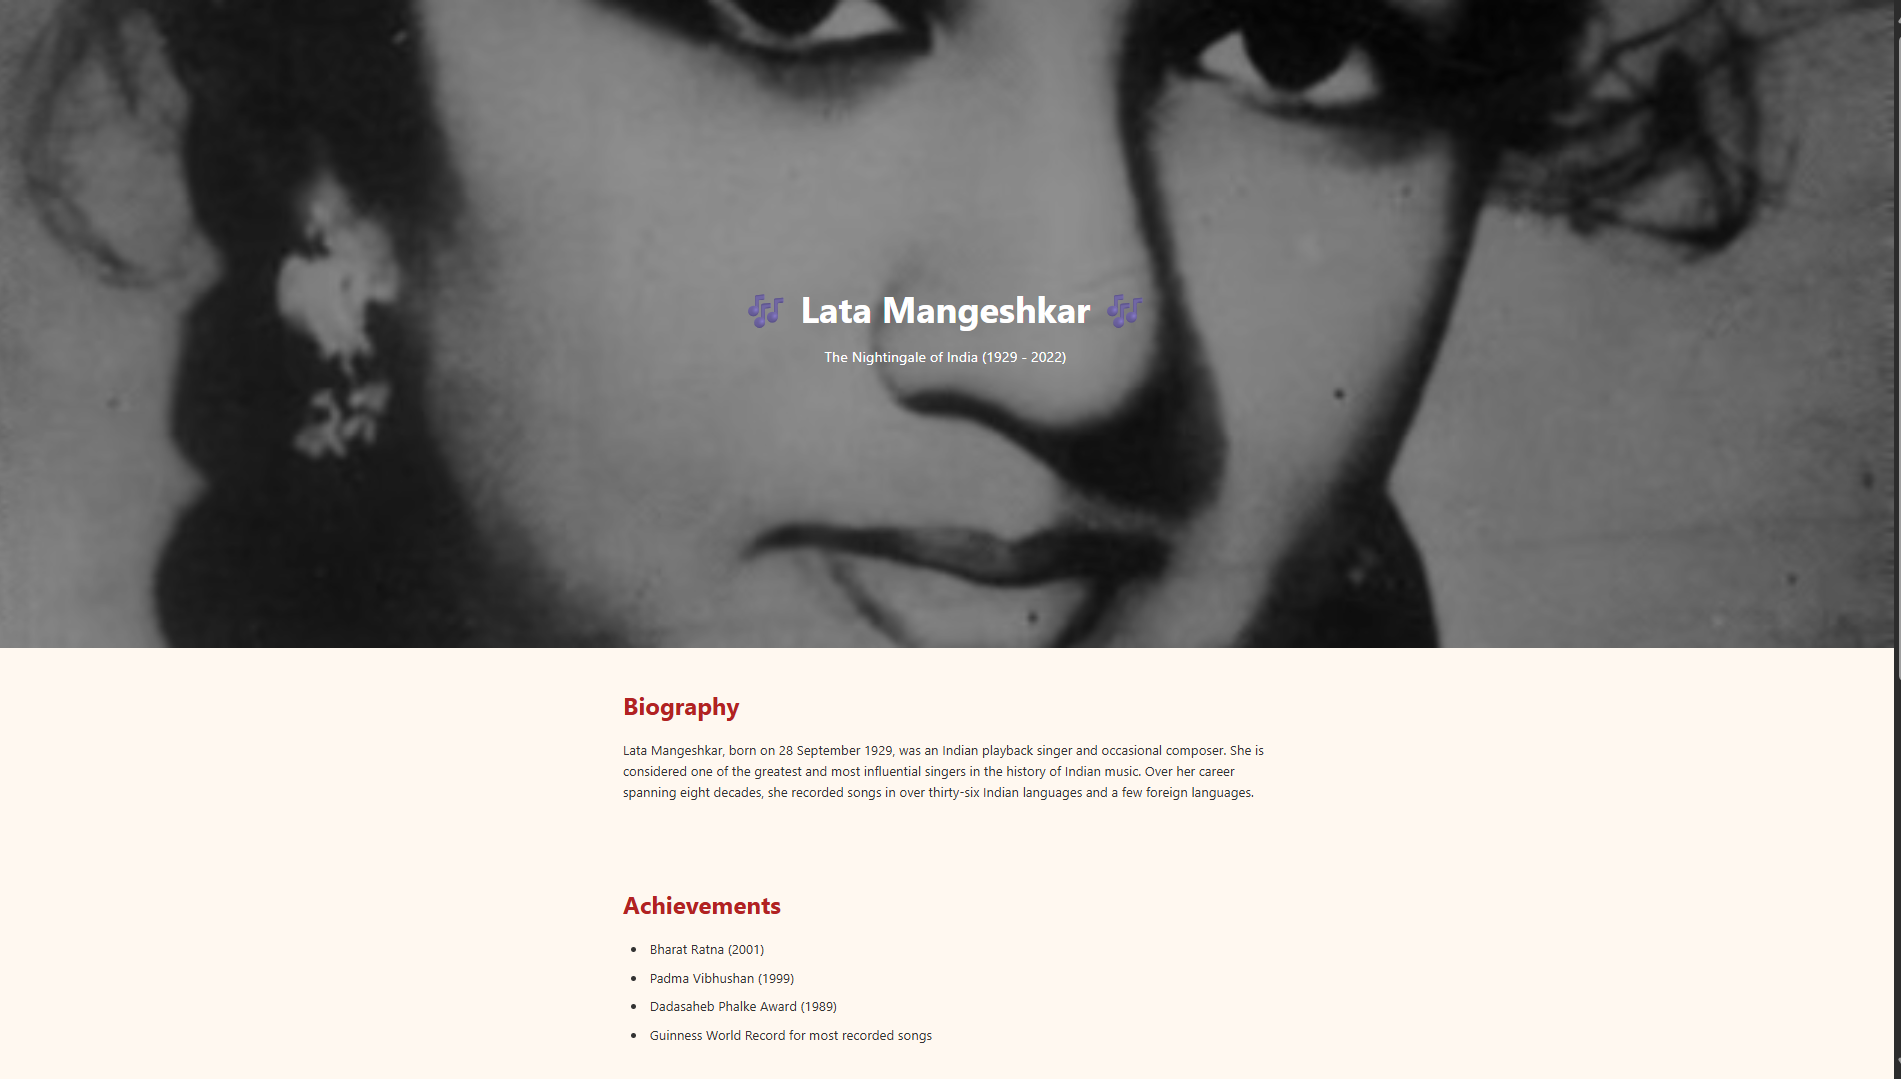 🎶 Lata Mangeshkar 🎶
The Nightingale of India (1929 - 2022)
Biography
Lata Mangeshkar, born on 28 September 1929, was an Indian playback singer and occasional composer. She is
considered one of the greatest and most influential singers in the history of Indian music. Over her career
spanning eight decades, she recorded songs in over thirty-six Indian languages and a few foreign languages.
Achievements
• Bharat Ratna (2001)
• Padma Vibhushan (1999)
• Dadasaheb Phalke Award (1989)
• Guinness World Record for most recorded songs